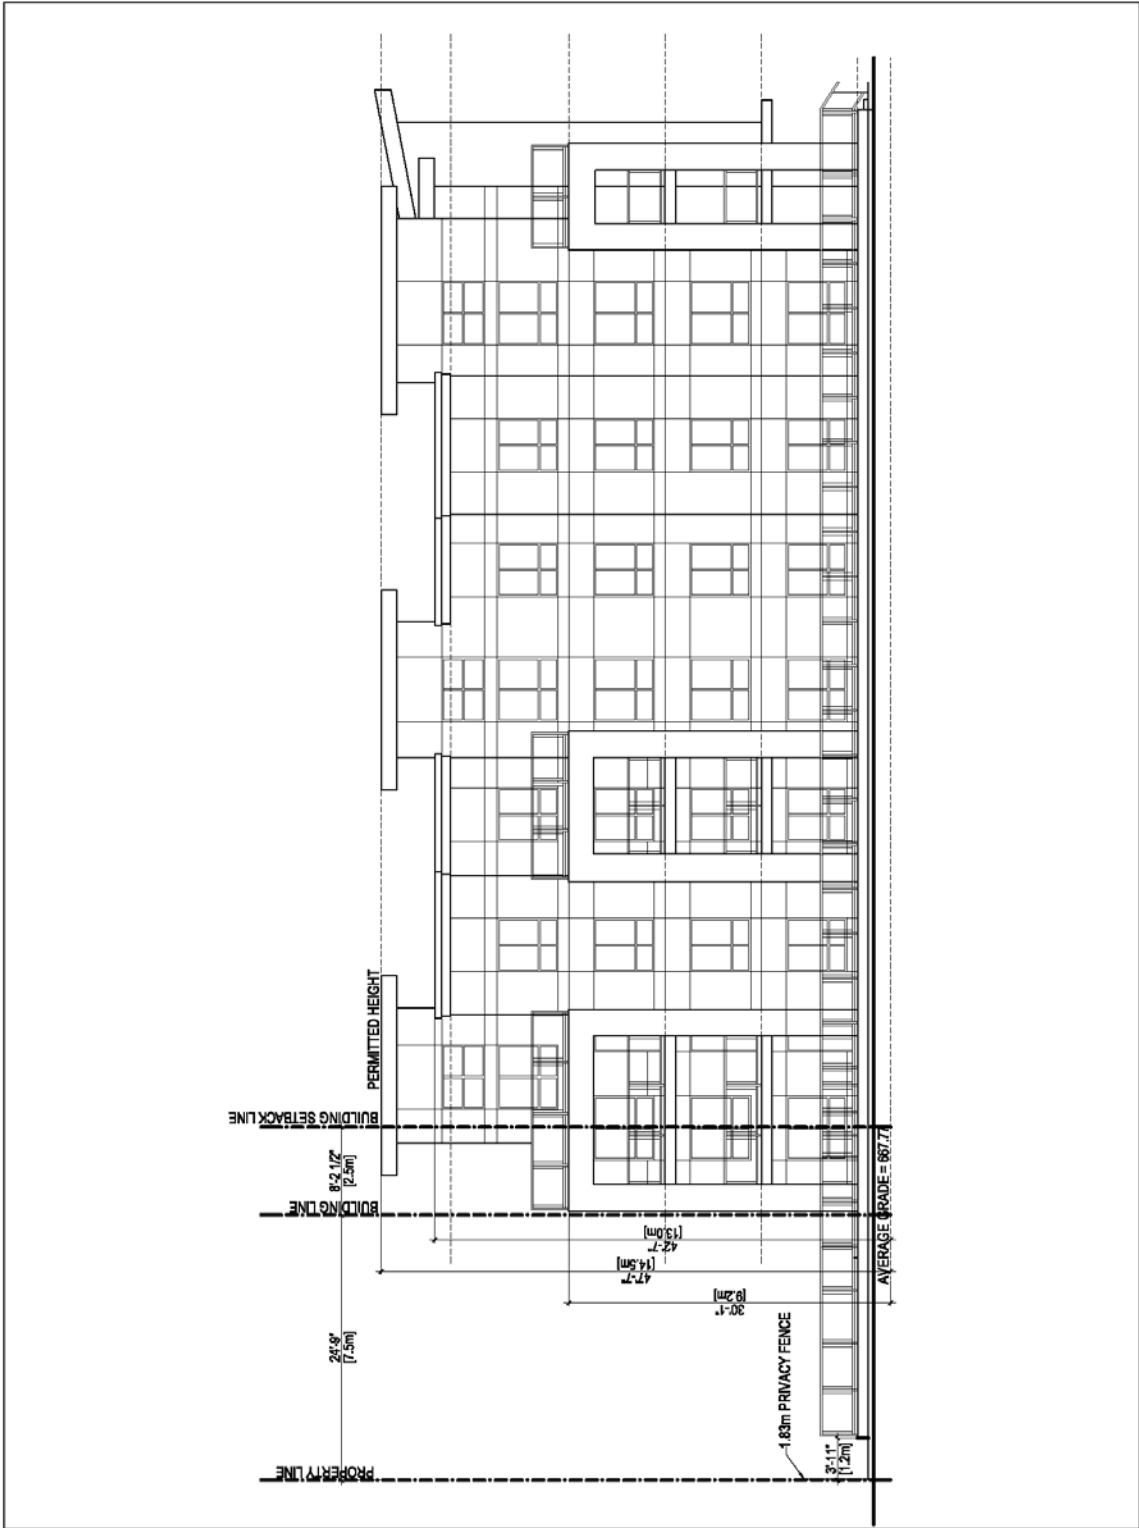 PERMITTED HEIGHT
BUILDING SETBACK LINE
8'-2 1/2"
[2.5m]
BUILDING LINE
42'-7"
[13.0m]
47'-7"
[14.5m]
30'-1"
[9.2m]
AVERAGE GRADE = 667.77
24'-9"
[7.5m]
1.83m PRIVACY FENCE
3'-11"
[1.2m]
PROPERTY LINE